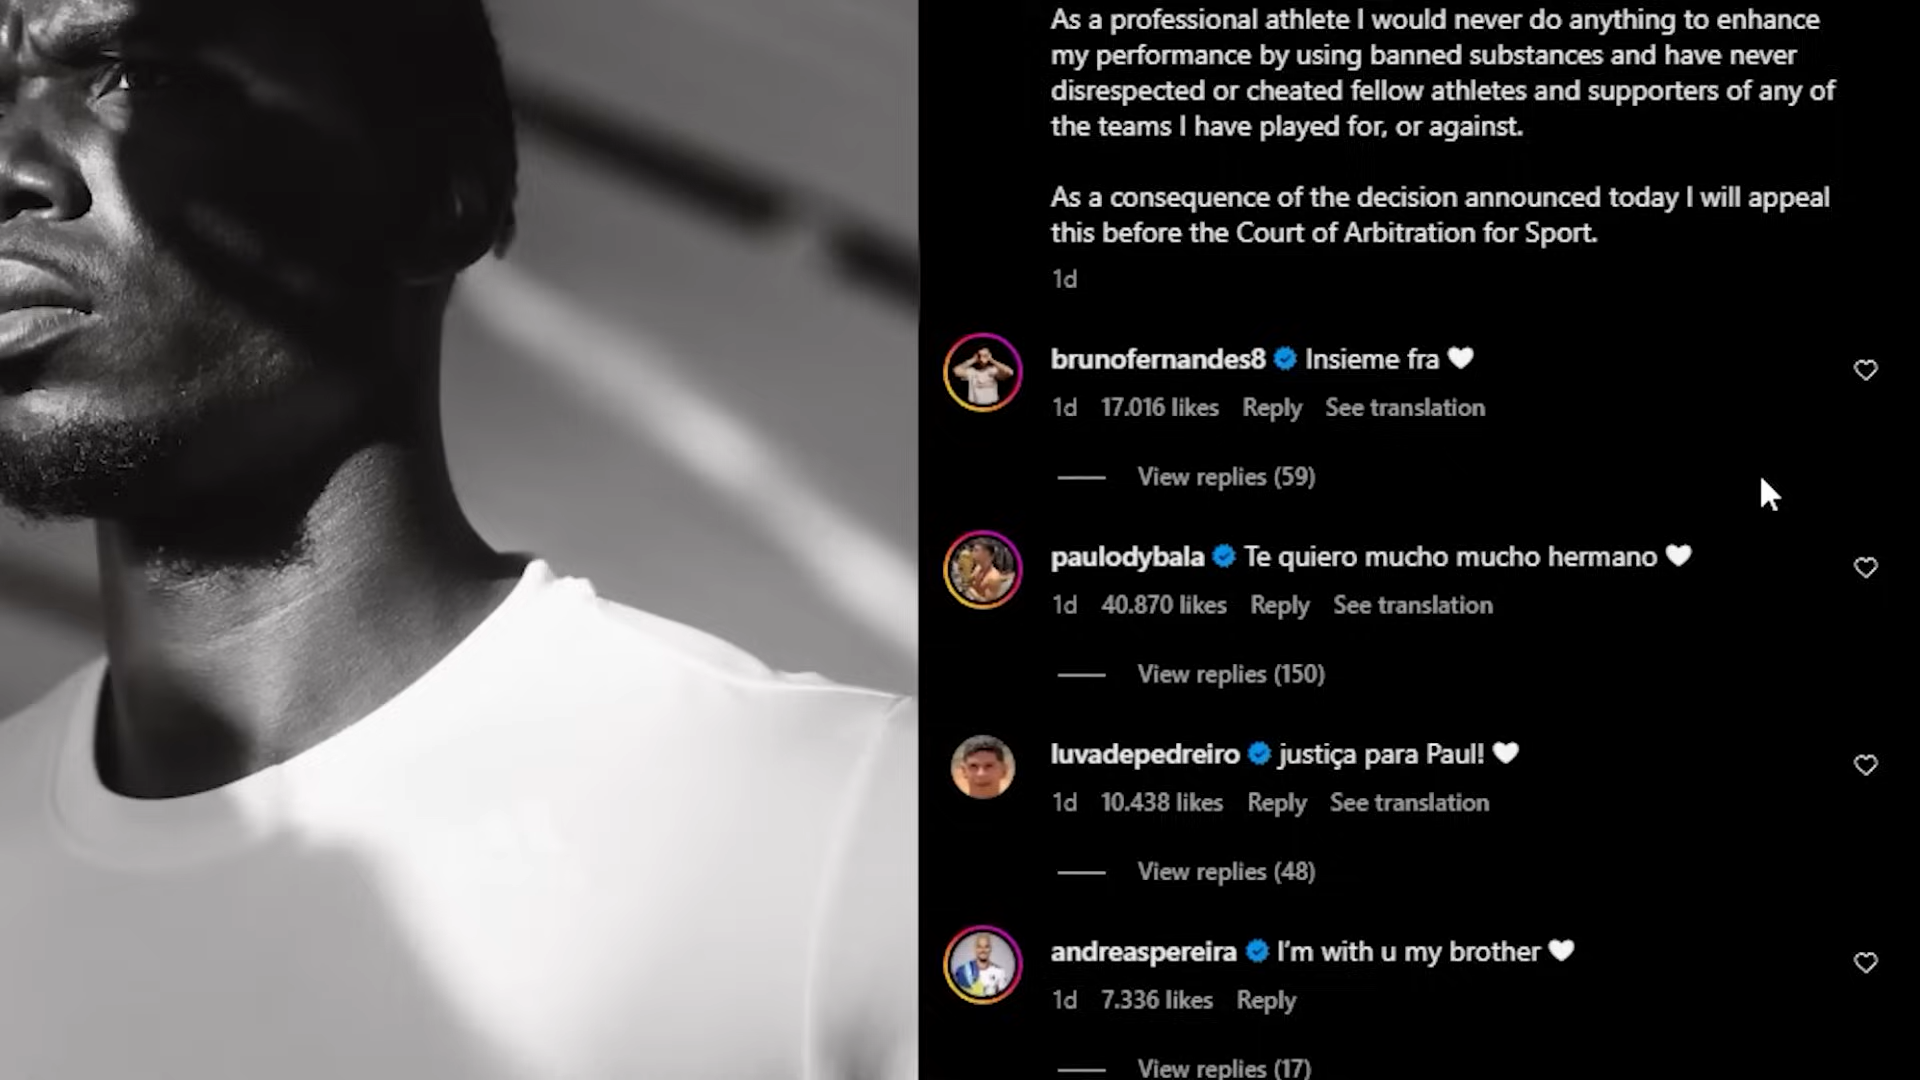 As a professional athlete I would never do anything to enhance
my performance by using banned substances and have never
disrespected or cheated fellow athletes and supporters of any of
the teams I have played for, or against.
As a consequence of the decision announced today I will appeal
this before the Court of Arbitration for Sport.
1d
brunofernandes8 Insieme fra 🤍
1d 17.016 likes Reply See translation
View replies (59)
paulodybala Te quiero mucho mucho hermano 🤍
1d 40.870 likes Reply See translation
View replies (150)
luvadepedreiro justiça para Paul! 🤍
1d 10.438 likes Reply See translation
View replies (48)
andreaspereira I'm with u my brother 🤍
1d 7.336 likes Reply
View replies (17)